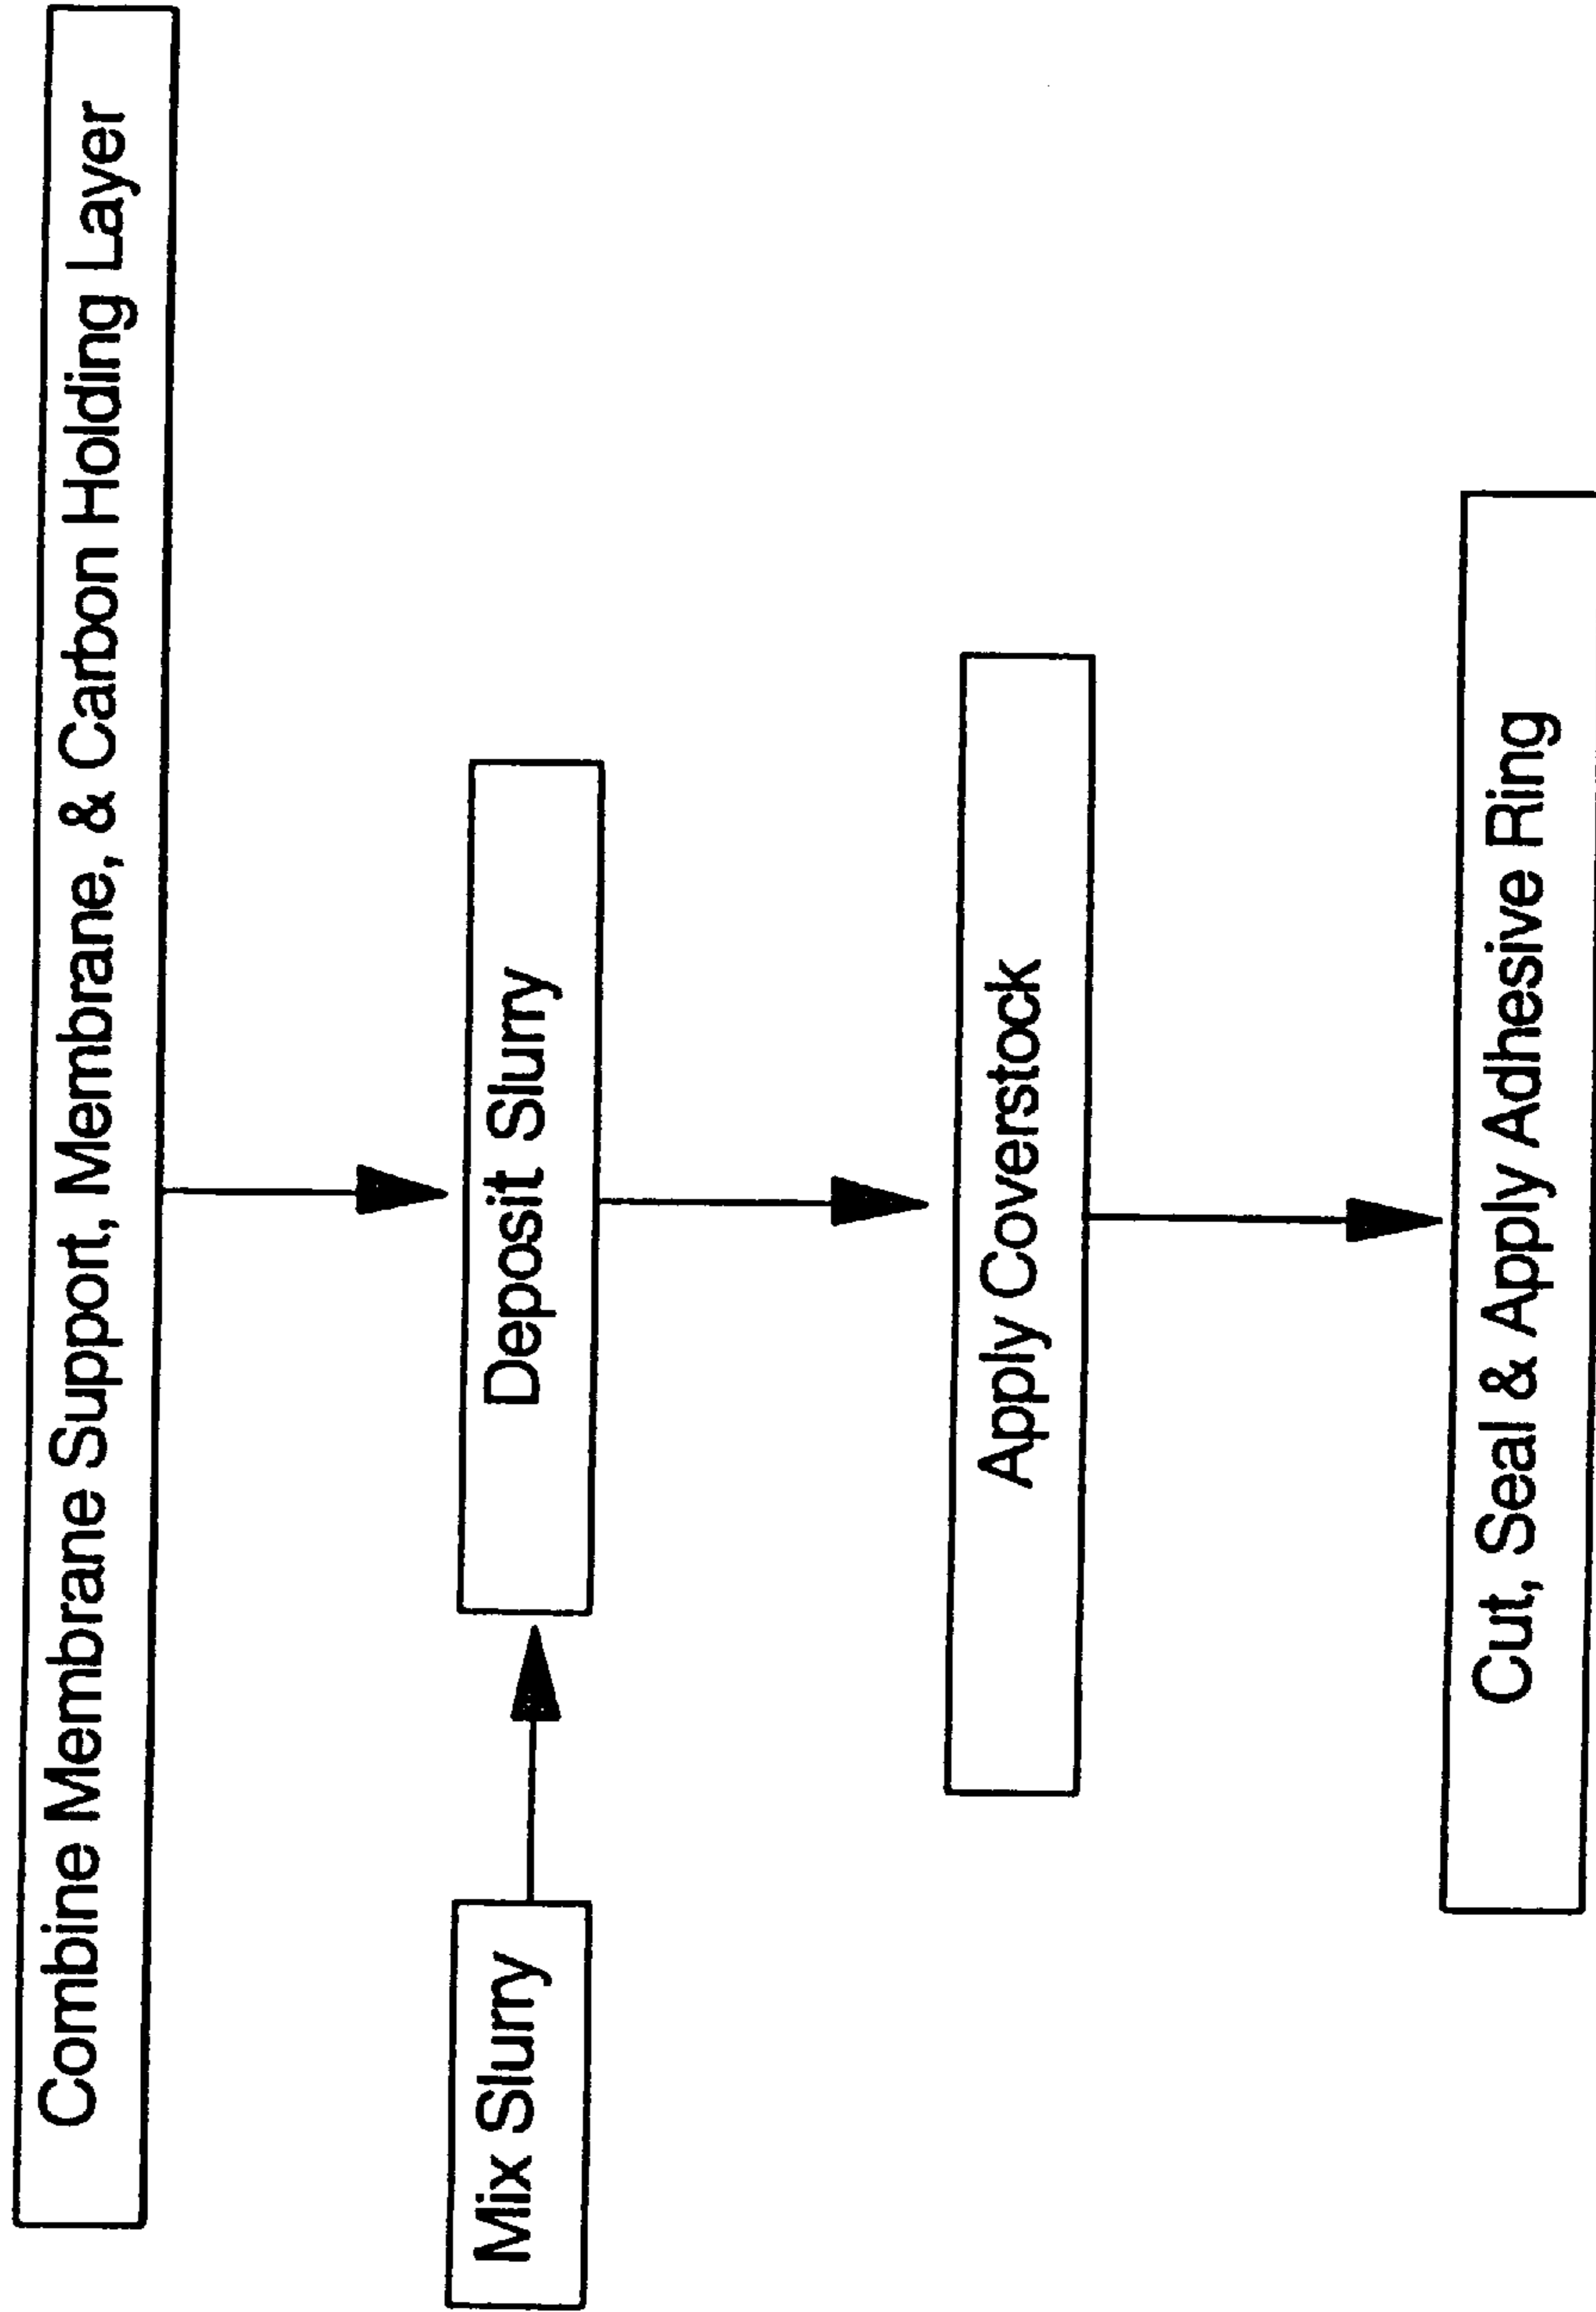 Combine Membrane Support, Membrane, & Carbon Holding Layer
Mix Slurry
Deposit Slurry
Apply Coverstock
Cut, Seal & Apply Adhesive Ring